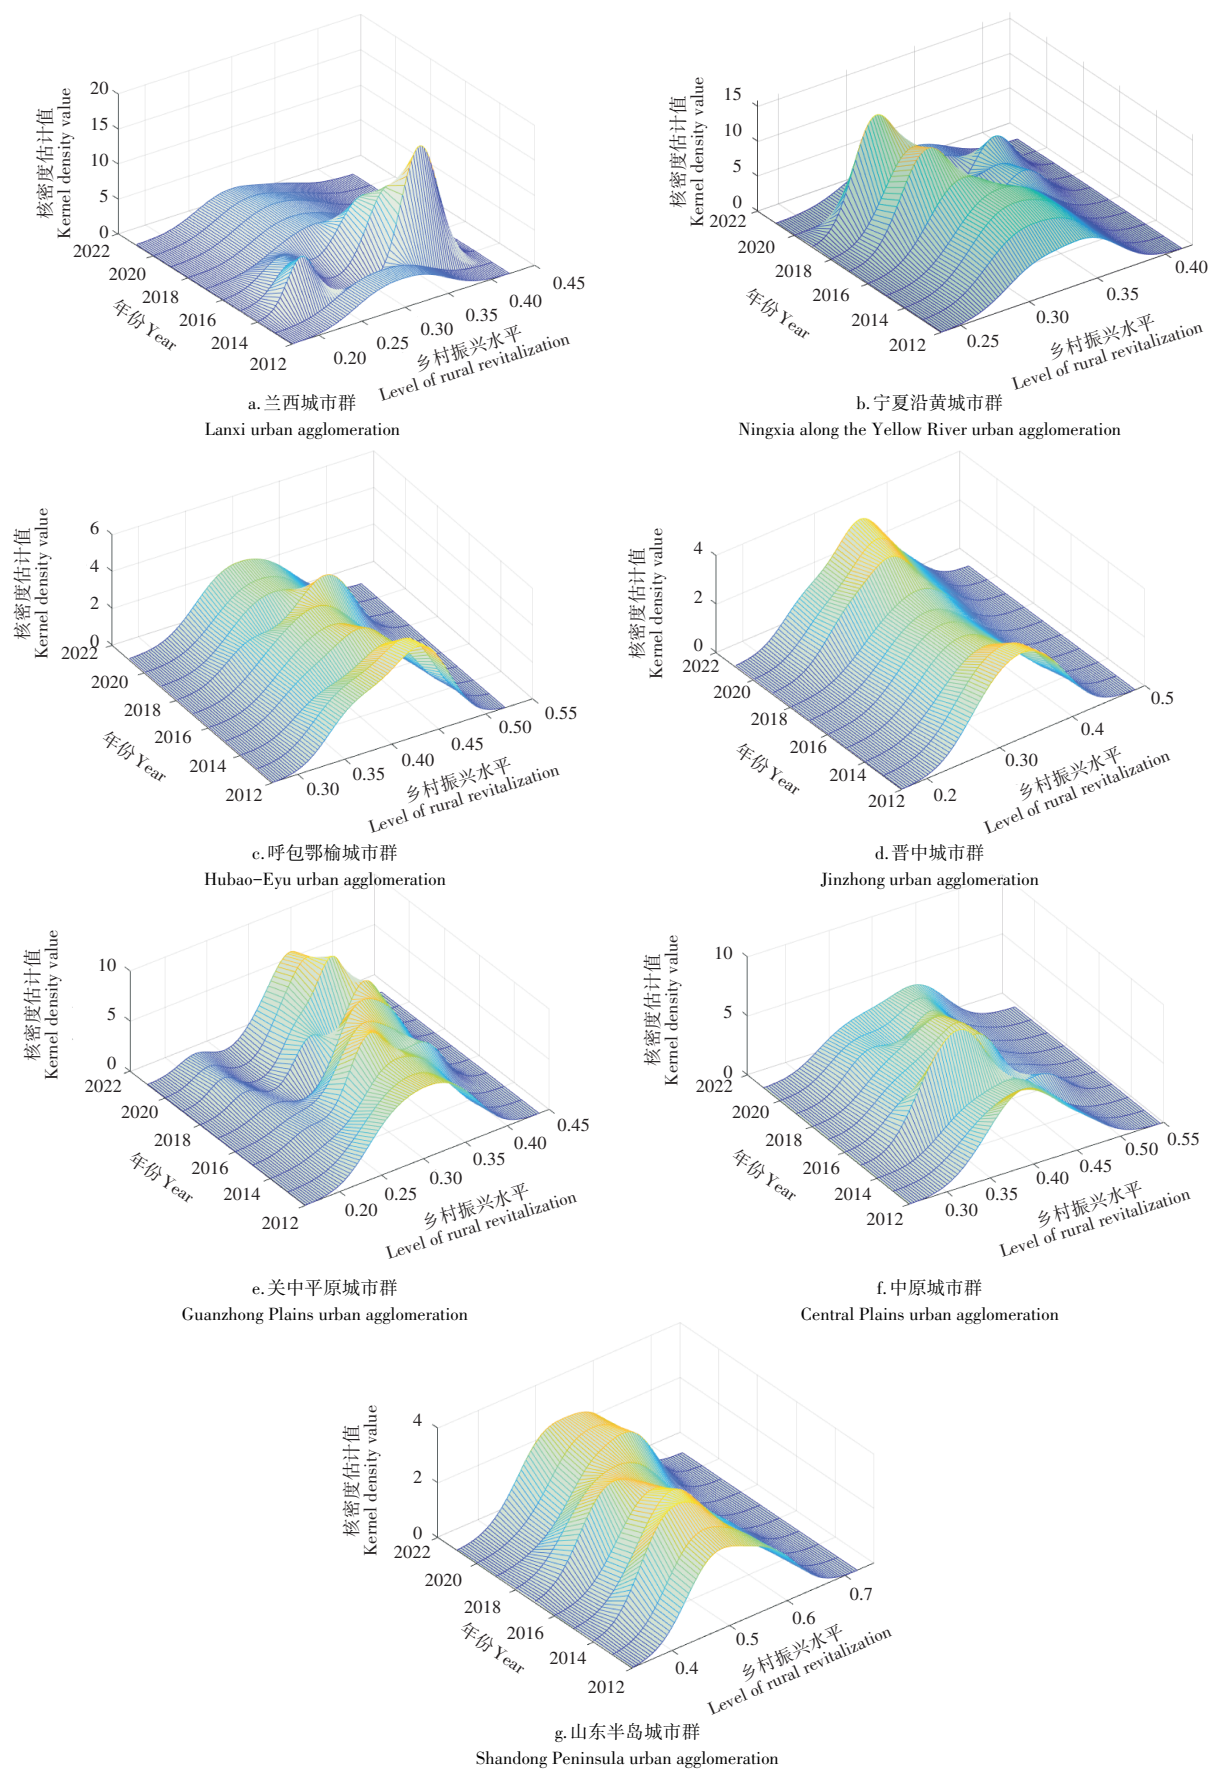 核密度估计值
Kernel density value
20
15
10
5
0
2022
2020
2018
2016
2014
2012
年份 Year
0.20
0.25
0.30
0.35
0.40
0.45
乡村振兴水平
Level of rural revitalization
a.兰西城市群
Lanxi urban agglomeration
核密度估计值
Kernel density value
15
10
5
0
2022
2020
2018
2016
2014
2012
年份 Year
0.25
0.30
0.35
0.40
乡村振兴水平
Level of rural revitalization
b.宁夏沿黄城市群
Ningxia along the Yellow River urban agglomeration
核密度估计值
Kernel density value
6
4
2
0
2022
2020
2018
2016
2014
2012
年份 Year
0.30
0.35
0.40
0.45
0.50
0.55
乡村振兴水平
Level of rural revitalization
c.呼包鄂榆城市群
Hubao-Eyu urban agglomeration
核密度估计值
Kernel density value
4
2
0
2022
2020
2018
2016
2014
2012
年份 Year
0.2
0.30
0.4
0.5
乡村振兴水平
Level of rural revitalization
d.晋中城市群
Jinzhong urban agglomeration
核密度估计值
Kernel density value
10
5
0
2022
2020
2018
2016
2014
2012
年份 Year
0.20
0.25
0.30
0.35
0.40
0.45
乡村振兴水平
Level of rural revitalization
e.关中平原城市群
Guanzhong Plains urban agglomeration
核密度估计值
Kernel density value
10
5
0
2022
2020
2018
2016
2014
2012
年份 Year
0.30
0.35
0.40
0.45
0.50
0.55
乡村振兴水平
Level of rural revitalization
f.中原城市群
Central Plains urban agglomeration
核密度估计值
Kernel density value
4
2
0
2022
2020
2018
2016
2014
2012
年份 Year
0.4
0.5
0.6
0.7
乡村振兴水平
Level of rural revitalization
g.山东半岛城市群
Shandong Peninsula urban agglomeration